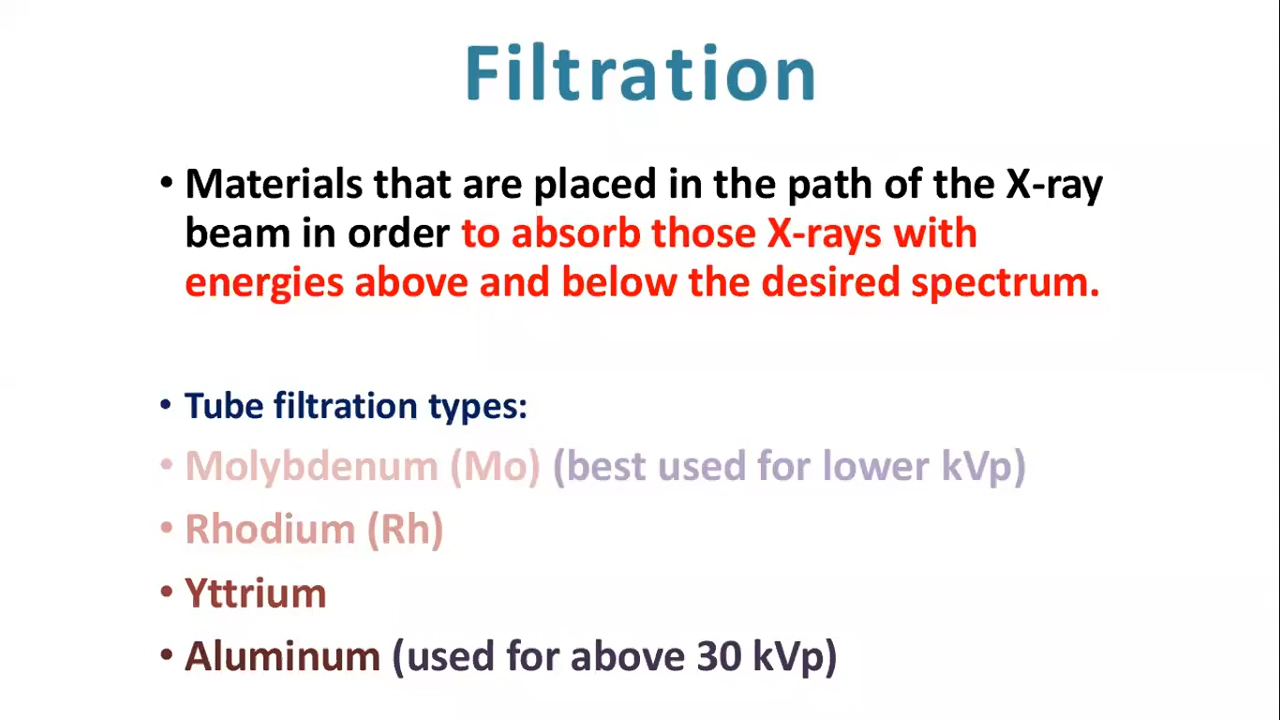 Filtration
• Materials that are placed in the path of the X-ray
beam in order to absorb those X-rays with
energies above and below the desired spectrum.
• Tube filtration types:
• Molybdenum (Mo) (best used for lower kVp)
• Rhodium (Rh)
• Yttrium
• Aluminum (used for above 30 kVp)